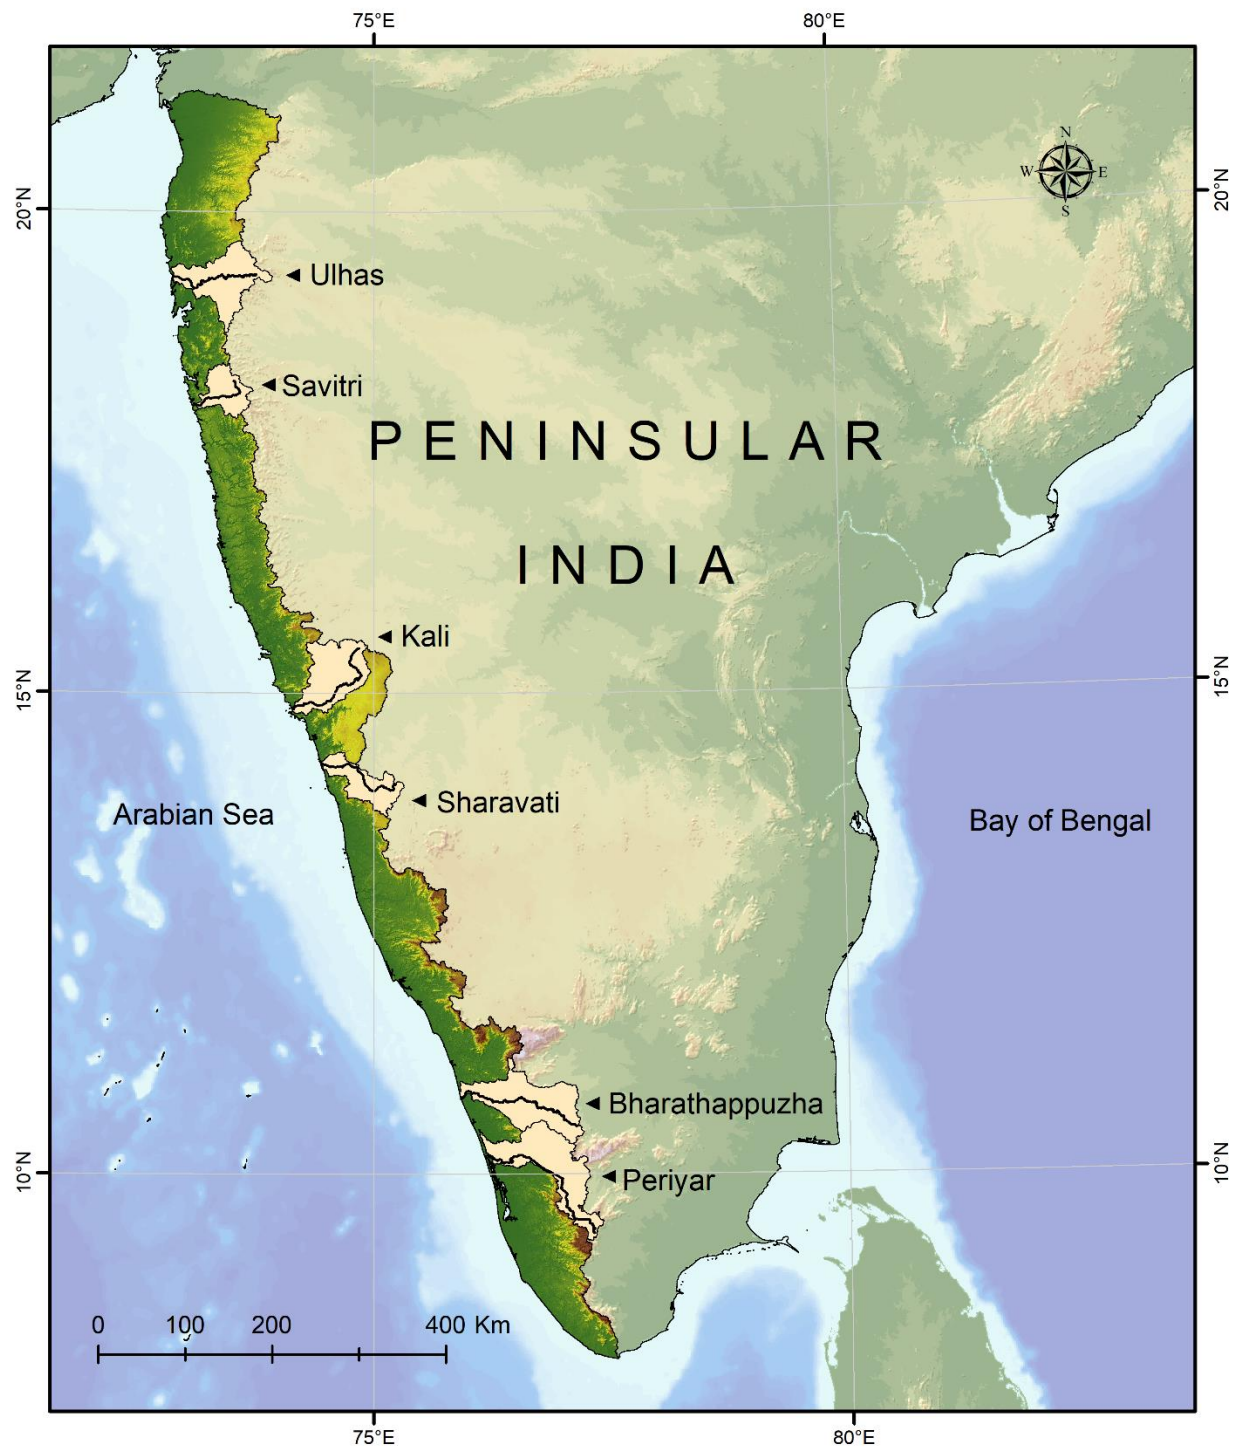 75°E 80°E
N
W E
S
20°N 20°N
Ulhas
Savitri
PENINSULAR
INDIA
Kali
15°N 15°N
Sharavati
Arabian Sea Bay of Bengal
Bharathappuzha
10°N 10°N
Periyar
0 100 200 400 Km
75°E 80°E